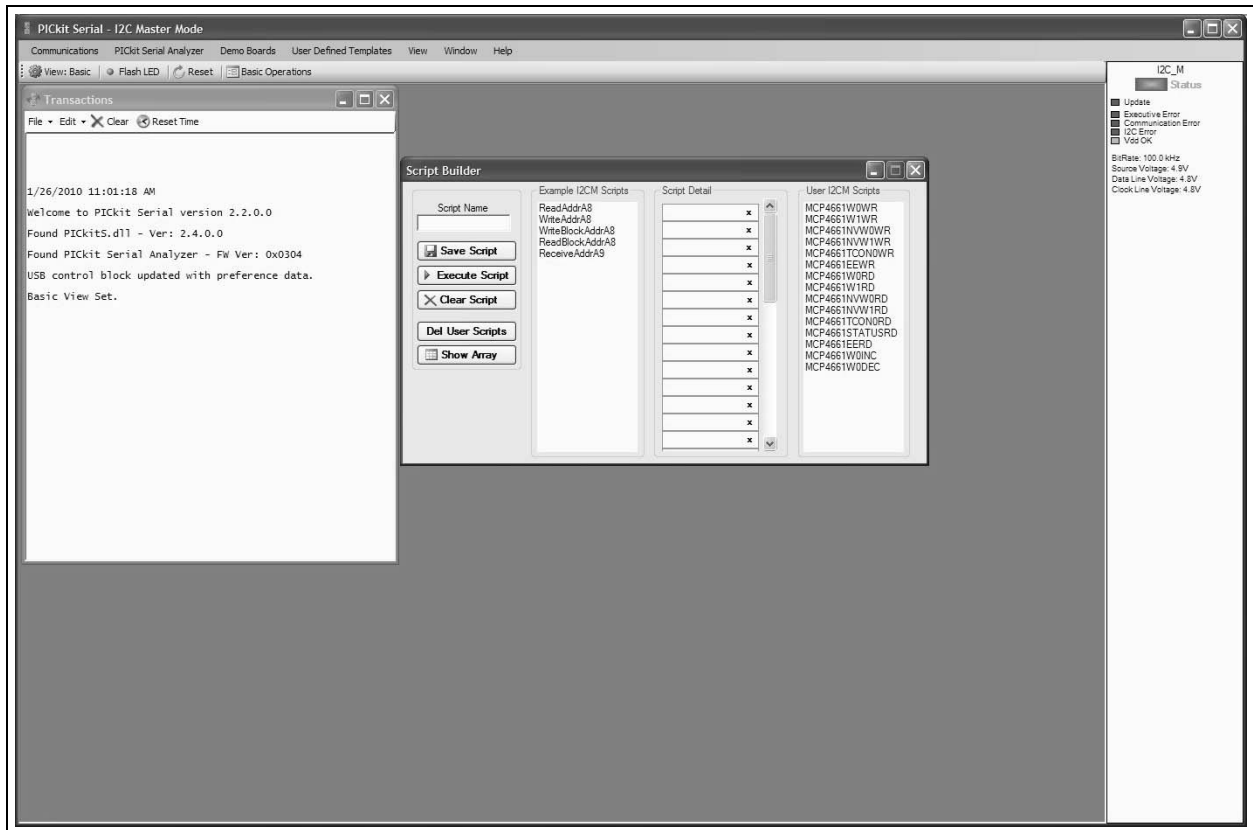 PICkit Serial - I2C Master Mode
Communications PICkit Serial Analyzer Demo Boards User Defined Templates View Window Help
View: Basic Flash LED Reset Basic Operations
Transactions
File Edit Clear Reset Time
1/26/2010 11:01:18 AM
Welcome to PICkit Serial version 2.2.0.0
Found PICkitS.dll - Ver: 2.4.0.0
Found PICkit Serial Analyzer - FW Ver: 0x0304
USB control block updated with preference data.
Basic View Set.
Script Builder
Script Name
Save Script
Execute Script
Clear Script
Del User Scripts
Show Array
Example I2CM Scripts
ReadAddrA8
WriteAddrA8
WriteBlockAddrA8
ReadBlockAddrA8
ReceiveAddrA9
Script Detail
x
x
x
x
x
x
x
x
x
x
x
x
x
x
User I2CM Scripts
MCP4661W0WR
MCP4661W1WR
MCP4661NVW0WR
MCP4661NVW1WR
MCP4661TCON0WR
MCP4661EEWR
MCP4661W0RD
MCP4661W1RD
MCP4661NVW0RD
MCP4661NVW1RD
MCP4661TCON0RD
MCP4661STATUSRD
MCP4661EERD
MCP4661W0INC
MCP4661W0DEC
I2C_M
Status
Update
Executive Error
Communication Error
I2C Error
Vdd OK
BitRate: 100.0 kHz
Source Voltage: 4.9V
Data Line Voltage: 4.8V
Clock Line Voltage: 4.8V